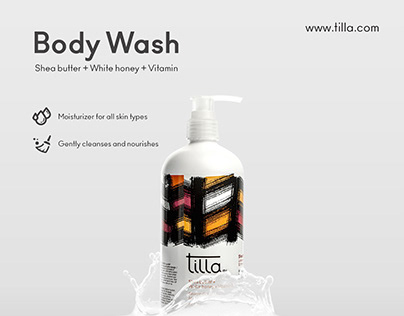 Body Wash
www.tilla.com
Shea butter + White honey + Vitamin
Moisturizer for all skin types
Gently cleanses and nourishes
tilla